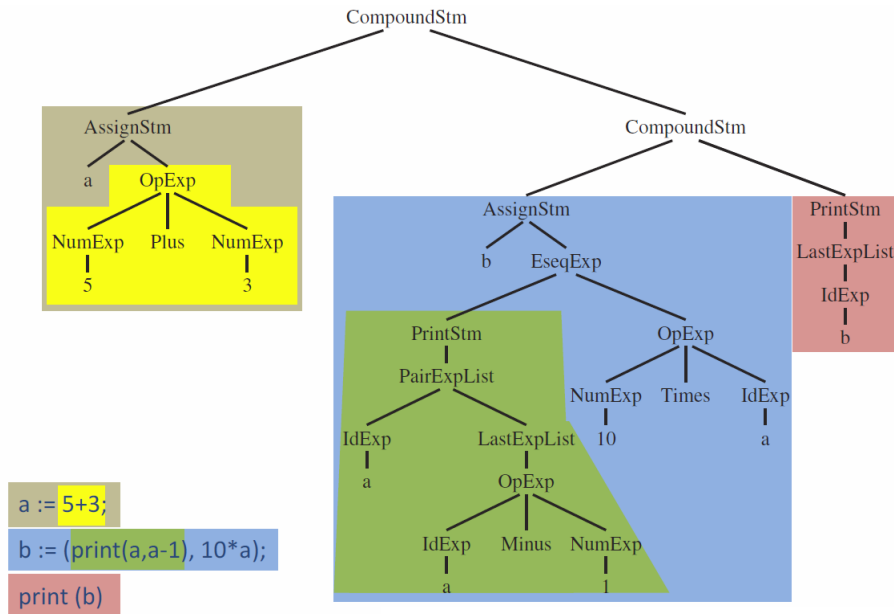 CompoundStm
AssignStm CompoundStm
a OpExp
AssignStm PrintStm
NumExp Plus NumExp
b EseqExp
LastExpList
5 3
IdExp
PrintStm OpExp
b
PairExpList
NumExp Times IdExp
IdExp LastExpList
10 a
a OpExp
a := 5+3;
IdExp Minus NumExp
b := (print(a,a-1), 10*a);
a 1
print (b)